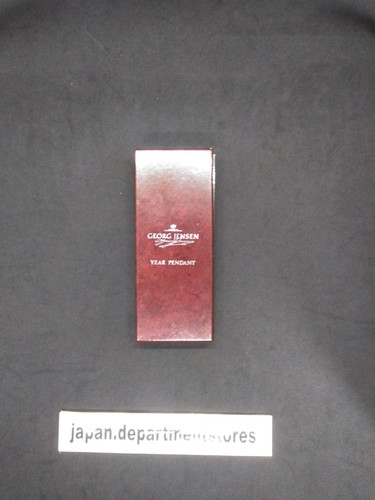 GEORG JENSEN
YEAR PENDANT
japan.departmentstores